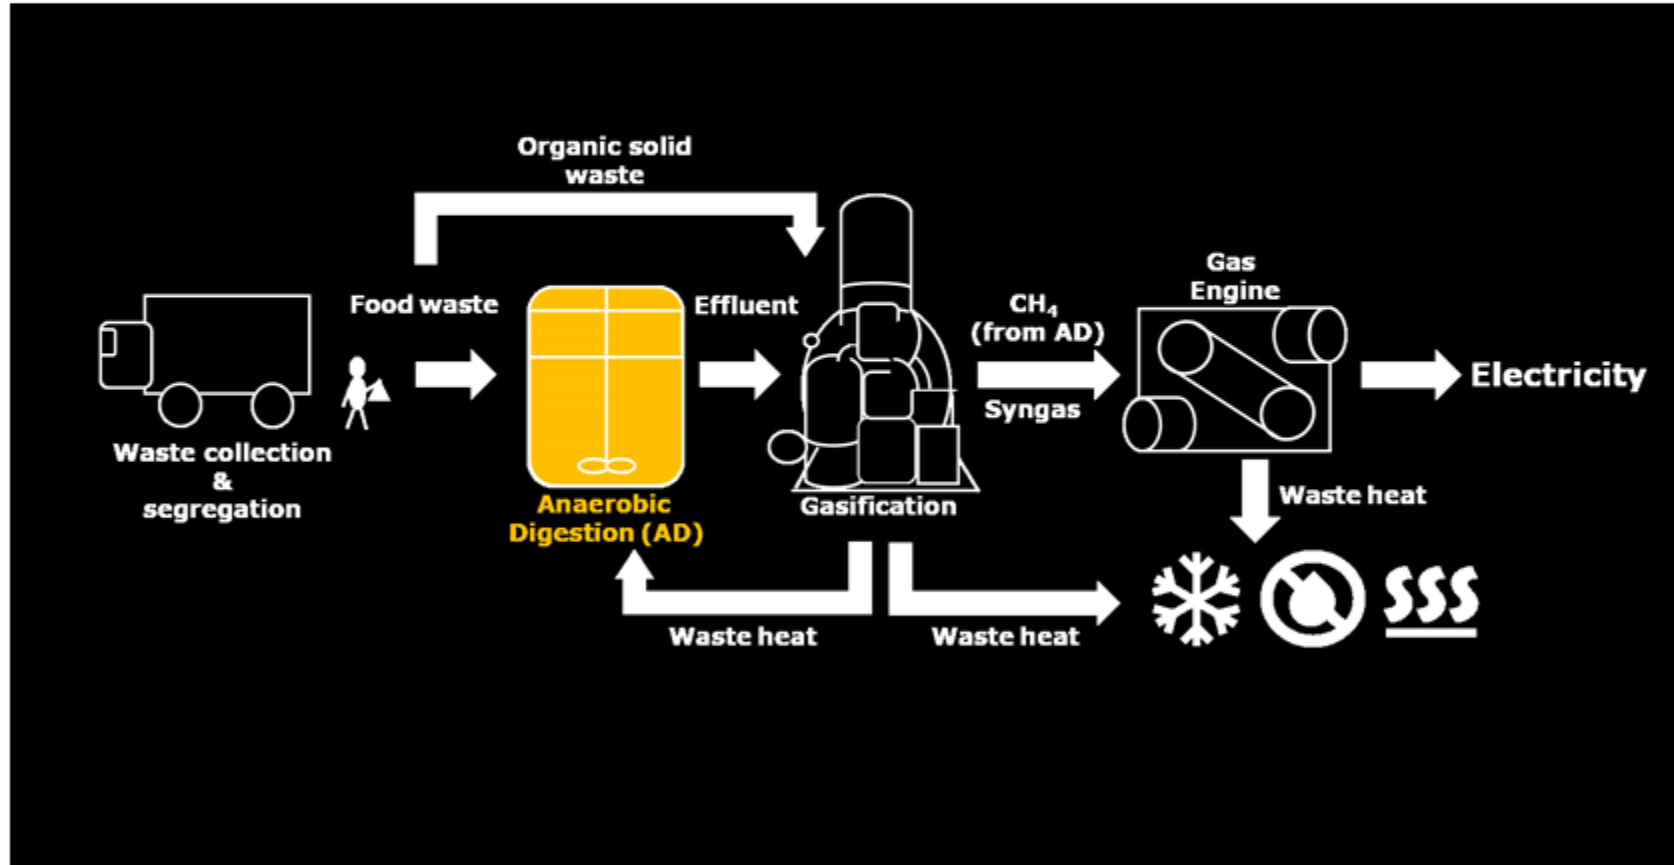 Organic solid
waste
Food waste
Effluent
Waste collection
&
segregation
Anaerobic
Digestion (AD)
Gasification
CH₄
(from AD)
Syngas
Gas
Engine
Electricity
Waste heat
Waste heat
Waste heat